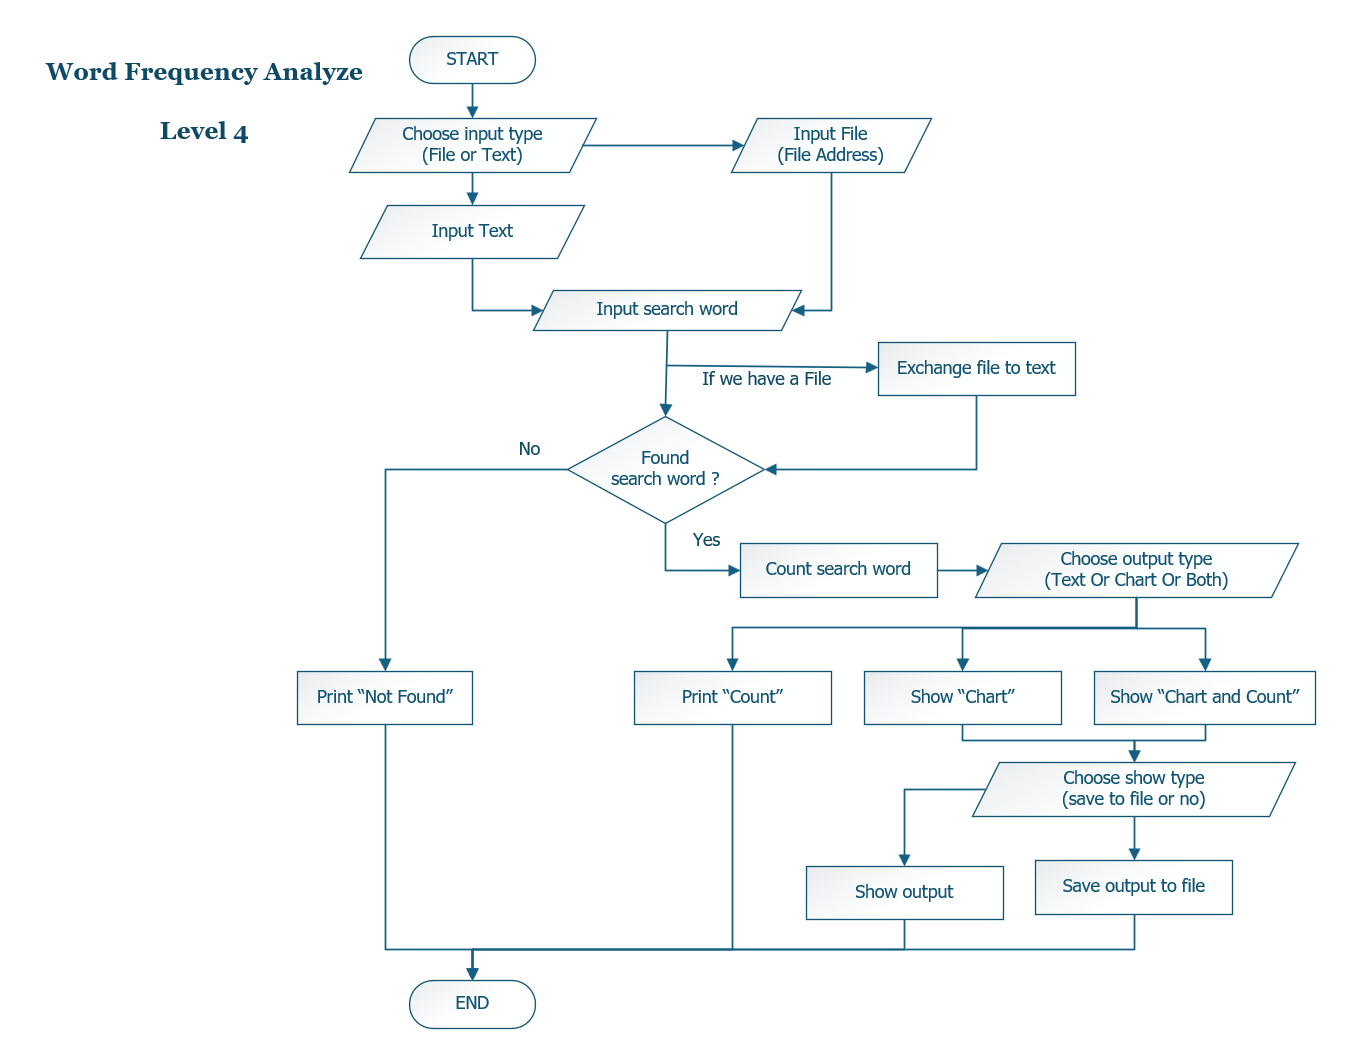 START
Word Frequency Analyze
Level 4
Choose input type
(File or Text)
Input File
(File Address)
Input Text
Input search word
If we have a File
Exchange file to text
Found
search word ?
No
Yes
Count search word
Choose output type
(Text Or Chart Or Both)
Print “Not Found”
Print “Count”
Show “Chart”
Show “Chart and Count”
Choose show type
(save to file or no)
Show output
Save output to file
END